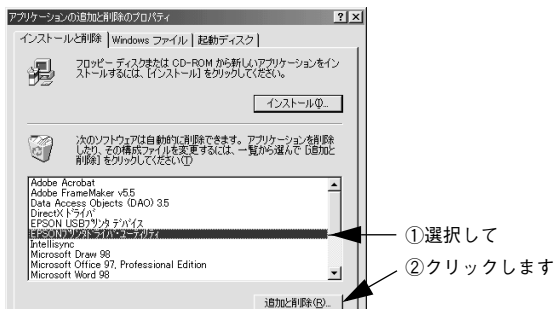 アプリケーションの追加と削除のプロパティ
インストールと削除
Windows ファイル
起動ディスク
フロッピー ディスクまたは CD-ROM から新しいアプリケーションをイン
ストールするには、[インストール] をクリックしてください。
インストール(I)...
次のソフトウェアは自動的に削除できます。アプリケーションを削除
したり、その構成ファイルを変更するには、一覧から選んで [追加と
削除] をクリックしてください(T)
Adobe Acrobat
Adobe FrameMaker v5.5
Data Access Objects (DAO) 3.5
DirectX ドライバ
EPSON USBプリンタ デバイス
EPSONプリンタドライバ・ユーティリティ
Intellisync
Microsoft Draw 98
Microsoft Office 97, Professional Edition
Microsoft Word 98
追加と削除(R)...
①選択して
②クリックします